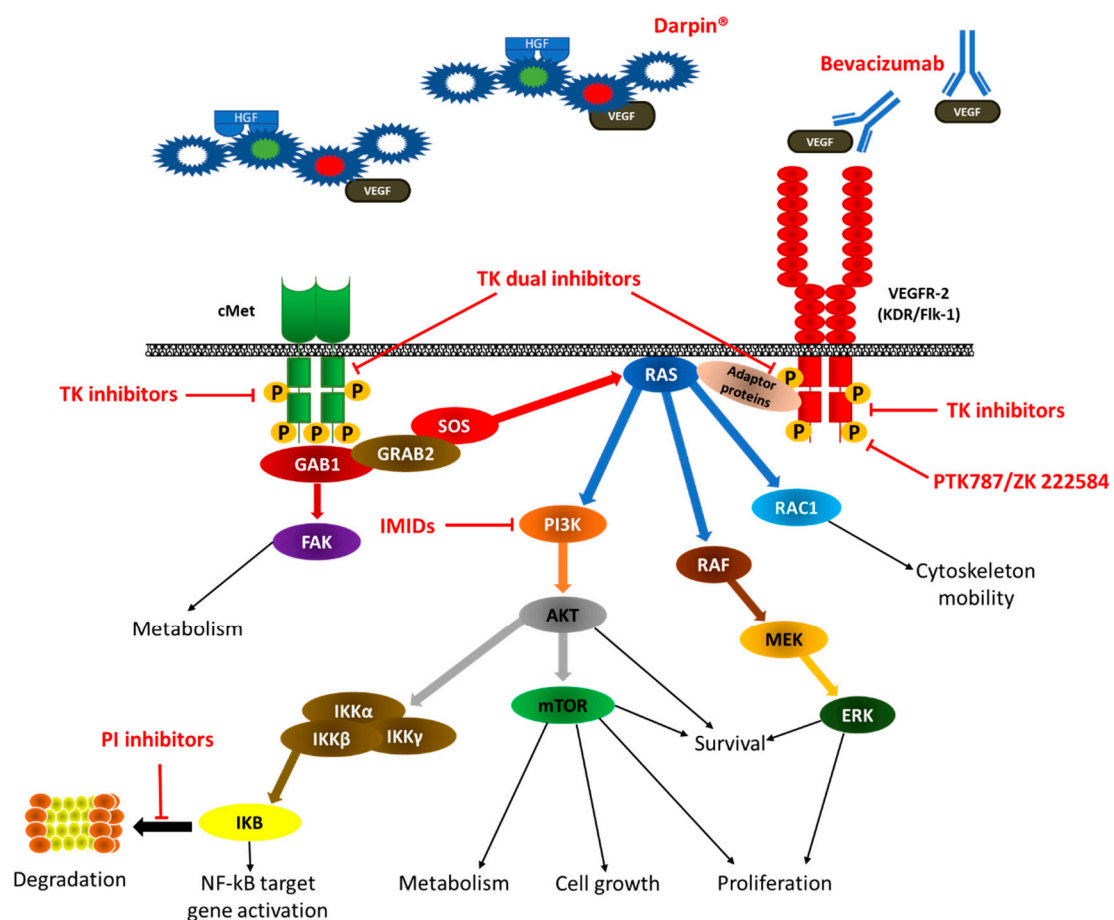 Darpin®
HGF
VEGF
HGF
VEGF
Bevacizumab
VEGF
VEGF
TK dual inhibitors
cMet
VEGFR-2
(KDR/Flk-1)
TK inhibitors
P
P
P
P
P
GAB1
GRAB2
SOS
RAS
Adaptor
proteins
P
P
P
P
TK inhibitors
PTK787/ZK 222584
FAK
IMIDs
PI3K
RAC1
RAF
Cytoskeleton
mobility
Metabolism
AKT
MEK
IKKα
IKKβ
IKKγ
mTOR
ERK
Survival
PI inhibitors
IKB
Degradation
NF-kB target
gene activation
Metabolism
Cell growth
Proliferation